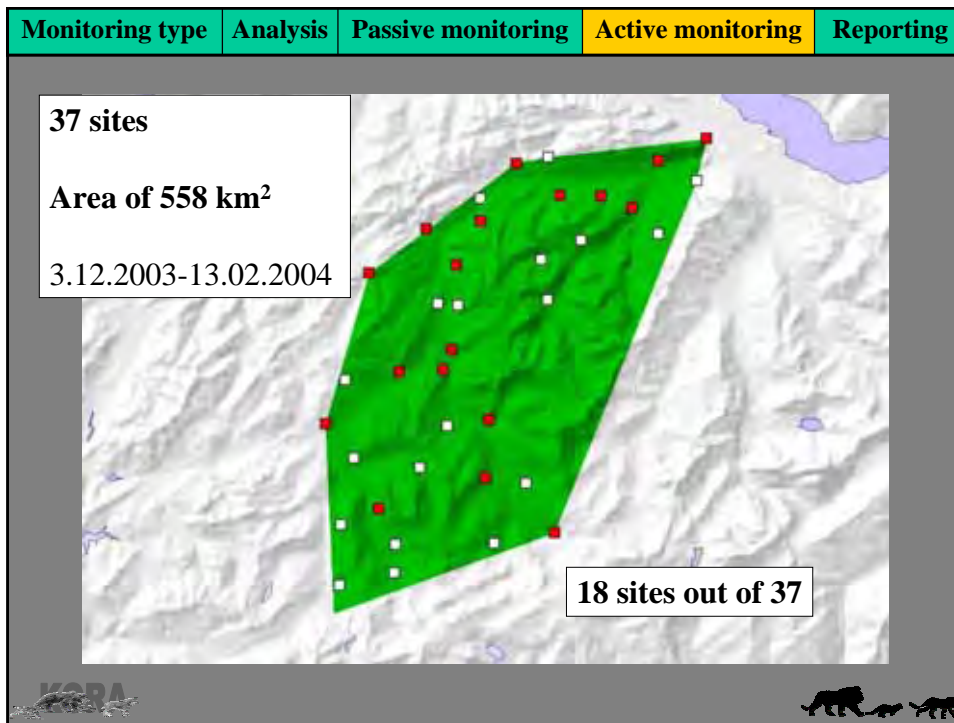 Monitoring type Analysis Passive monitoring Active monitoring Reporting
37 sites
Area of 558 km²
3.12.2003-13.02.2004
18 sites out of 37
KORA